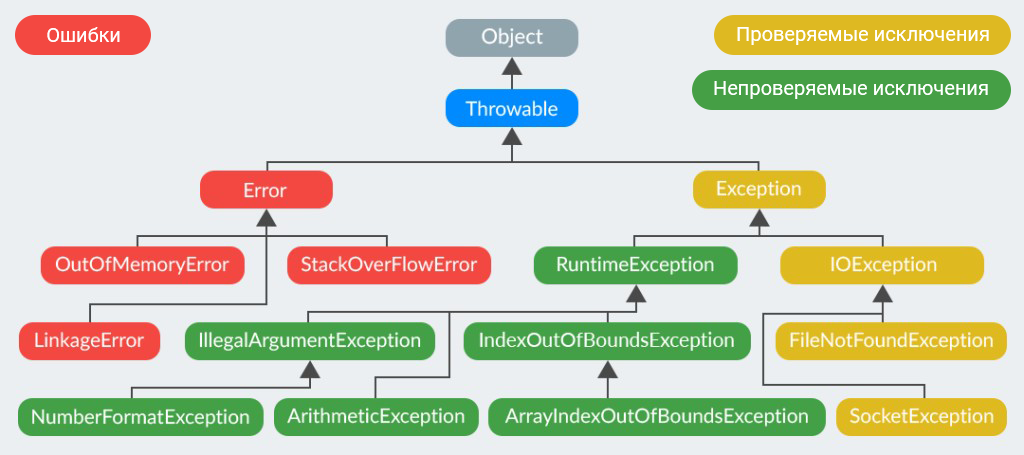 Ошибки
Object
Проверяемые исключения
Непроверяемые исключения
Throwable
Error
Exception
OutOfMemoryError
StackOverFlowError
RuntimeException
IOException
LinkageError
IllegalArgumentException
IndexOutOfBoundsException
FileNotFoundException
NumberFormatException
ArithmeticException
ArrayIndexOutOfBoundsException
SocketException